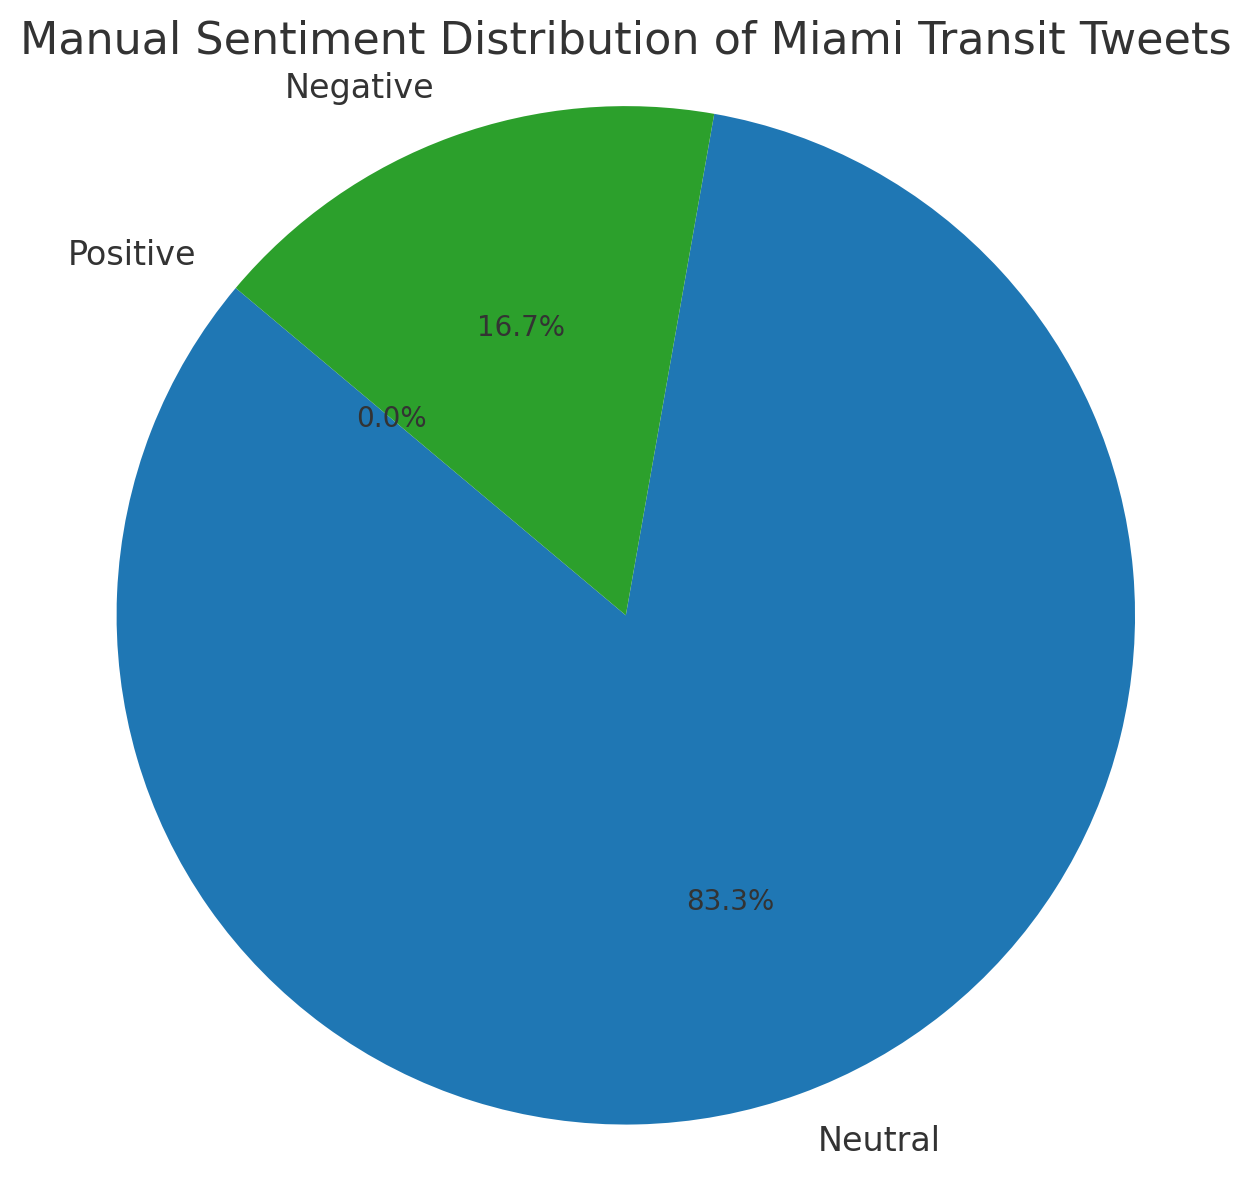 Manual Sentiment Distribution of Miami Transit Tweets
Negative
Positive
16.7%
0.0%
83.3%
Neutral